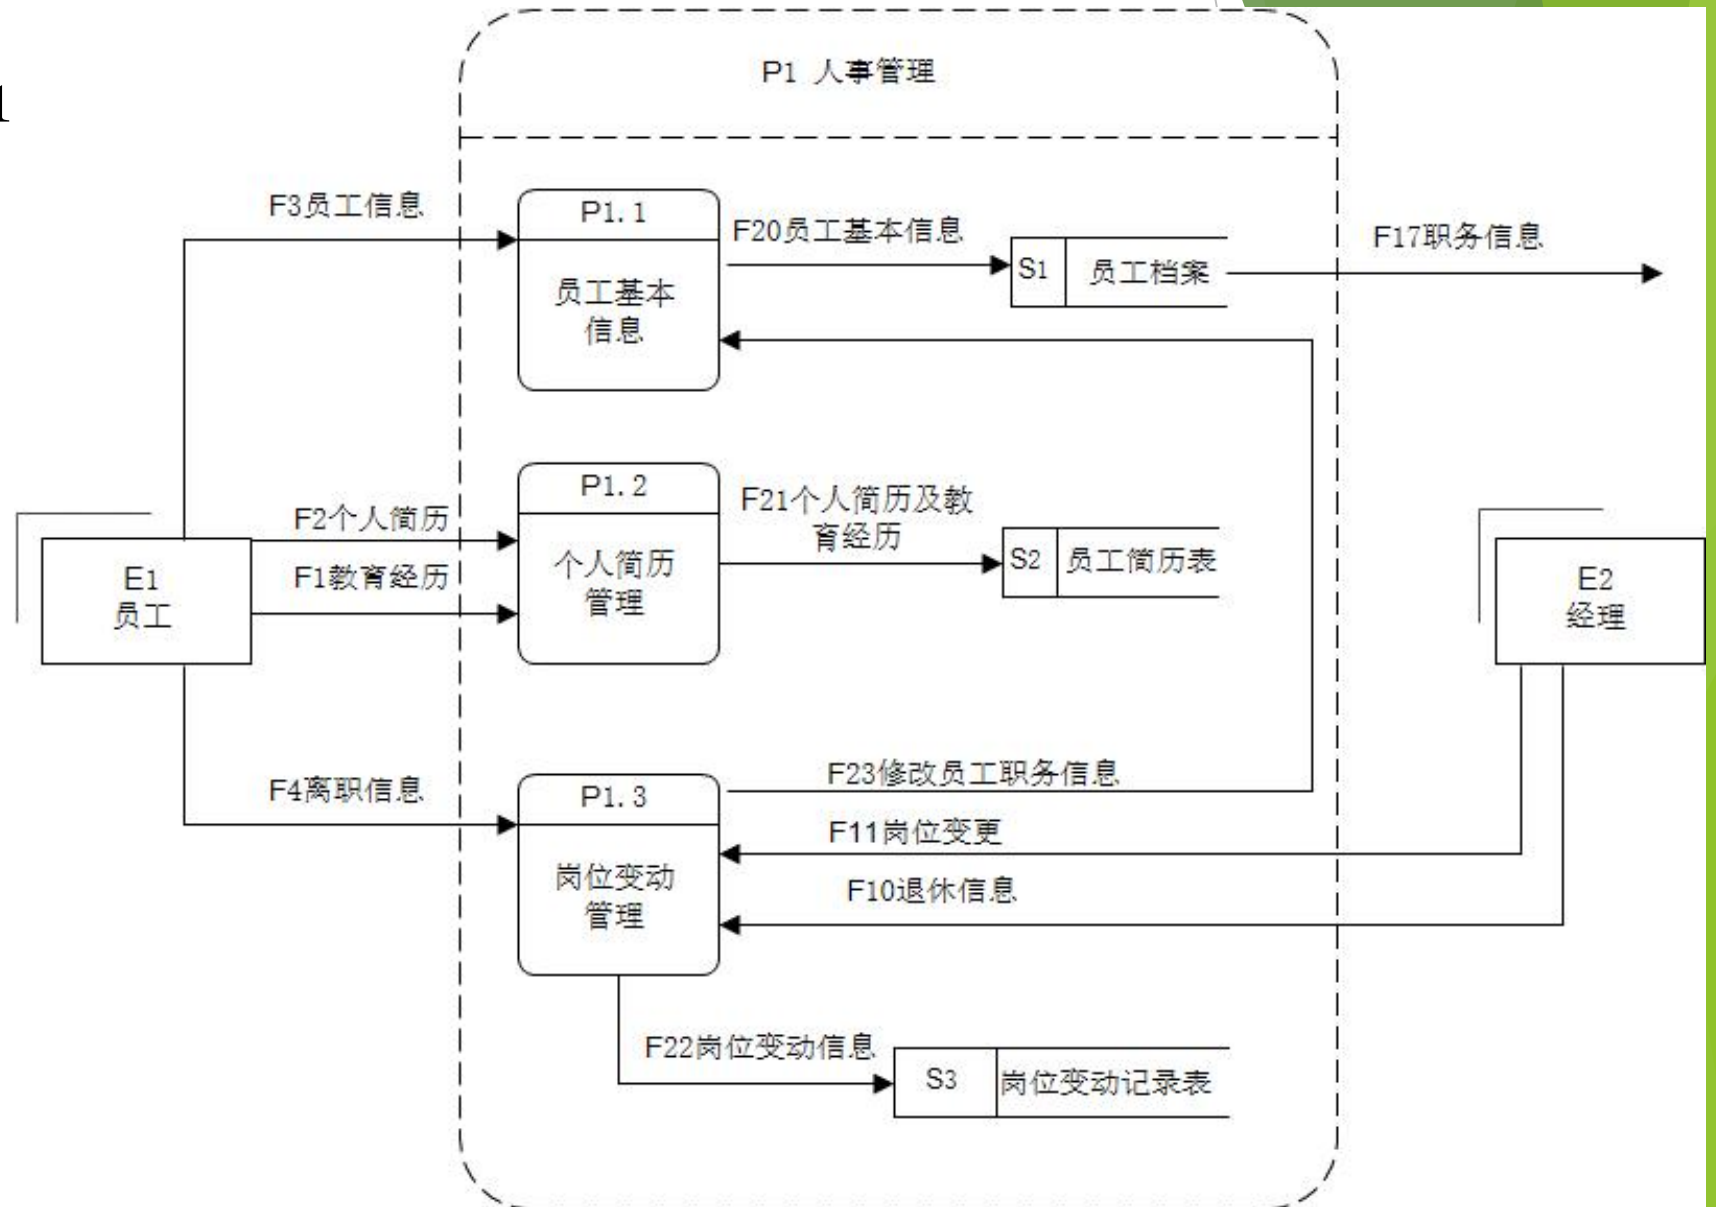 P1 人事管理
1
F3员工信息
P1.1
F20员工基本信息
F17职务信息
S1
员工档案
员工基本
信息
P1.2
F21个人简历及教
育经历
F2个人简历
F1教育经历
E1
员工
个人简历
管理
S2
员工简历表
E2
经理
F4离职信息
P1.3
F23修改员工职务信息
F11岗位变更
岗位变动
管理
F10退休信息
F22岗位变动信息
S3
岗位变动记录表